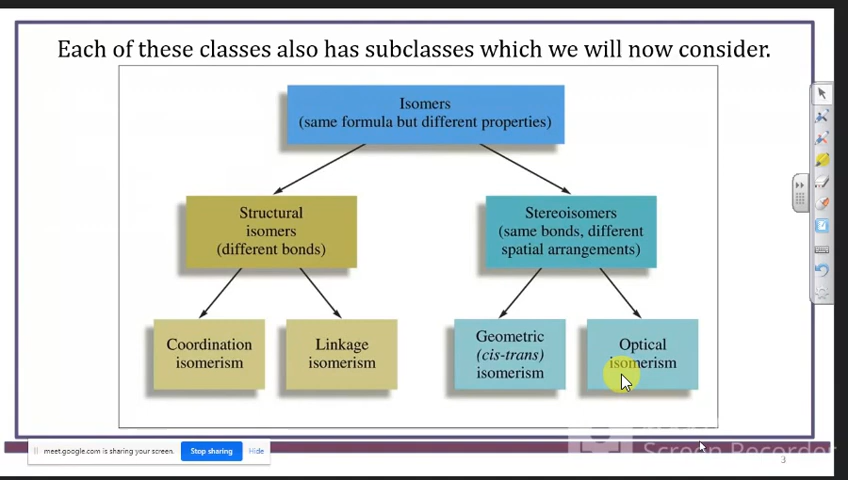 Each of these classes also has subclasses which we will now consider.
Isomers
(same formula but different properties)
Structural
isomers
(different bonds)
Stereoisomers
(same bonds, different
spatial arrangements)
Coordination
isomerism
Linkage
isomerism
Geometric
(cis-trans)
isomerism
Optical
isomerism
meet.google.com is sharing your screen.
Stop sharing
Hide
Screen Recorder
3